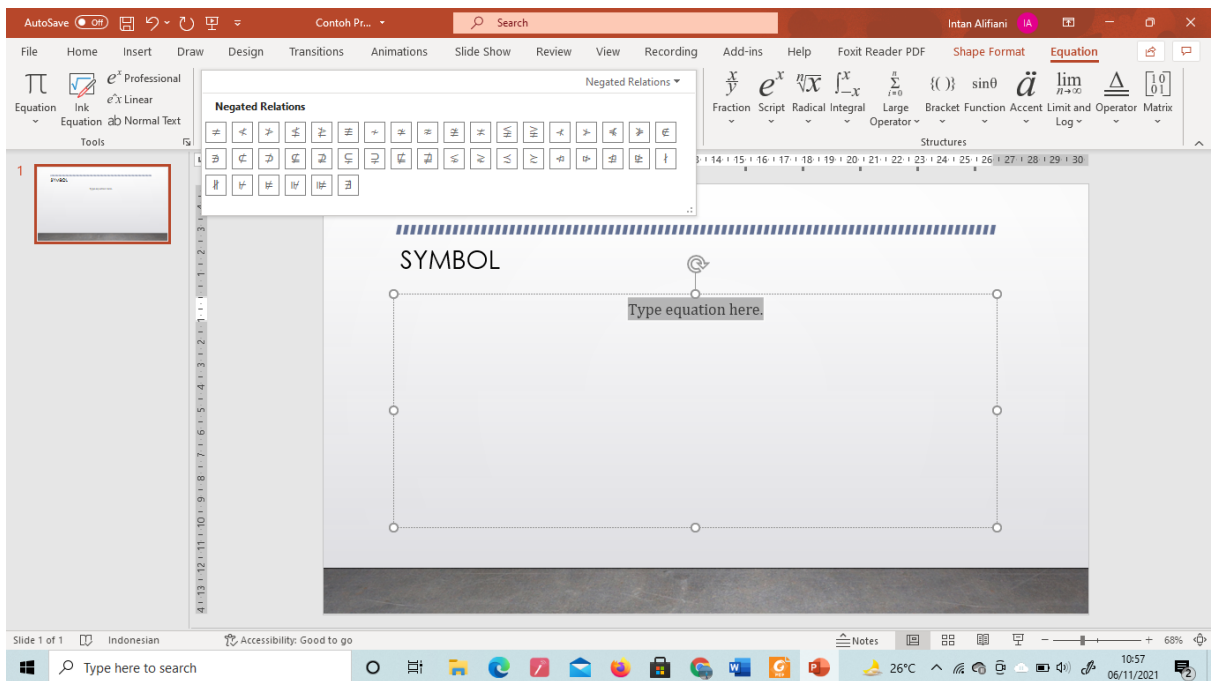 AutoSave Off Contoh Pr... Search Intan Alifiani IA
File Home Insert Draw Design Transitions Animations Slide Show Review View Recording Add-ins Help Foxit Reader PDF Shape Format Equation
Equation
Ink Equation
Professional
Linear
ab Normal Text
Tools
Negated Relations
Negated Relations
Fraction Script Radical Integral Large Operator Bracket Function Accent Limit and Log Operator Matrix
Structures
1
SYMBOL
Type equation here.
Slide 1 of 1 Indonesian Accessibility: Good to go Notes 68%
Type here to search 26°C 10:57
06/11/2021
2